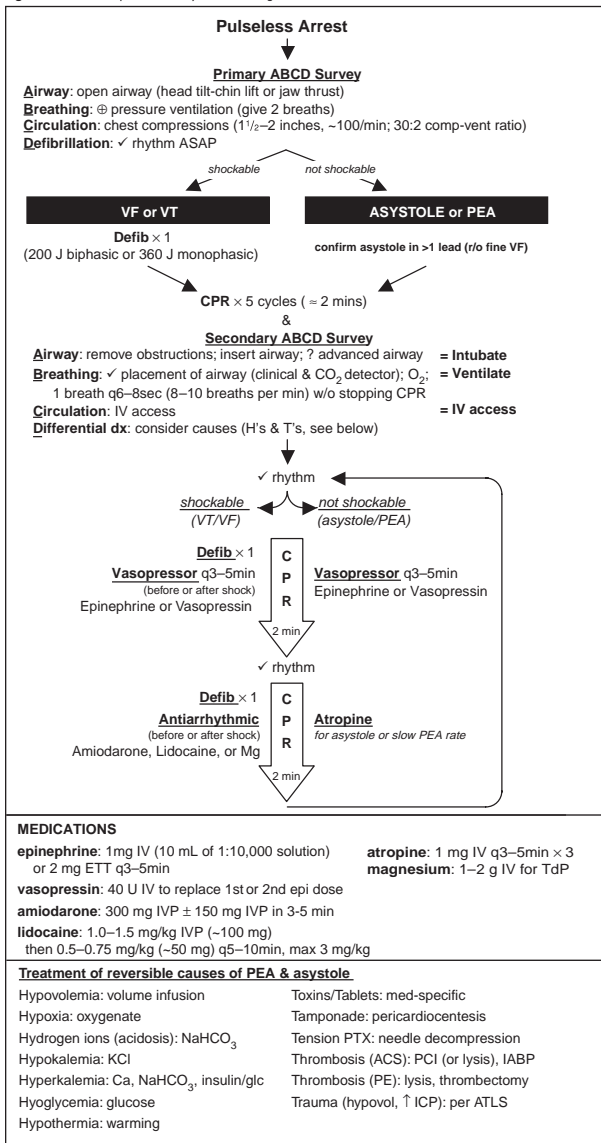 Pulseless Arrest
Primary ABCD Survey
Airway: open airway (head tilt-chin lift or jaw thrust)
Breathing: ⊕ pressure ventilation (give 2 breaths)
Circulation: chest compressions (1¹/₂–2 inches, ~100/min; 30:2 comp-vent ratio)
Defibrillation: ✓ rhythm ASAP
shockable not shockable
VF or VT
Defib × 1
(200 J biphasic or 360 J monophasic)
ASYSTOLE or PEA
confirm asystole in >1 lead (r/o fine VF)
CPR × 5 cycles ( ≈ 2 mins)
&
Secondary ABCD Survey
Airway: remove obstructions; insert airway; ? advanced airway = Intubate
Breathing: ✓ placement of airway (clinical & CO₂ detector); O₂; = Ventilate
1 breath q6–8sec (8–10 breaths per min) w/o stopping CPR
Circulation: IV access = IV access
Differential dx: consider causes (H's & T's, see below)
✓ rhythm
shockable
(VT/VF)
not shockable
(asystole/PEA)
Defib × 1
Vasopressor q3–5min
(before or after shock)
Epinephrine or Vasopressin
C
P
R
2 min
Vasopressor q3–5min
Epinephrine or Vasopressin
✓ rhythm
Defib × 1
Antiarrhythmic
(before or after shock)
Amiodarone, Lidocaine, or Mg
C
P
R
2 min
Atropine
for asystole or slow PEA rate
MEDICATIONS
epinephrine: 1mg IV (10 mL of 1:10,000 solution)
or 2 mg ETT q3–5min
vasopressin: 40 U IV to replace 1st or 2nd epi dose
amiodarone: 300 mg IVP ± 150 mg IVP in 3-5 min
lidocaine: 1.0–1.5 mg/kg IVP (~100 mg)
then 0.5–0.75 mg/kg (~50 mg) q5–10min, max 3 mg/kg
atropine: 1 mg IV q3–5min × 3
magnesium: 1–2 g IV for TdP
Treatment of reversible causes of PEA & asystole
Hypovolemia: volume infusion
Hypoxia: oxygenate
Hydrogen ions (acidosis): NaHCO₃
Hypokalemia: KCl
Hyperkalemia: Ca, NaHCO₃, insulin/glc
Hyoglycemia: glucose
Hypothermia: warming
Toxins/Tablets: med-specific
Tamponade: pericardiocentesis
Tension PTX: needle decompression
Thrombosis (ACS): PCI (or lysis), IABP
Thrombosis (PE): lysis, thrombectomy
Trauma (hypovol, ↑ ICP): per ATLS